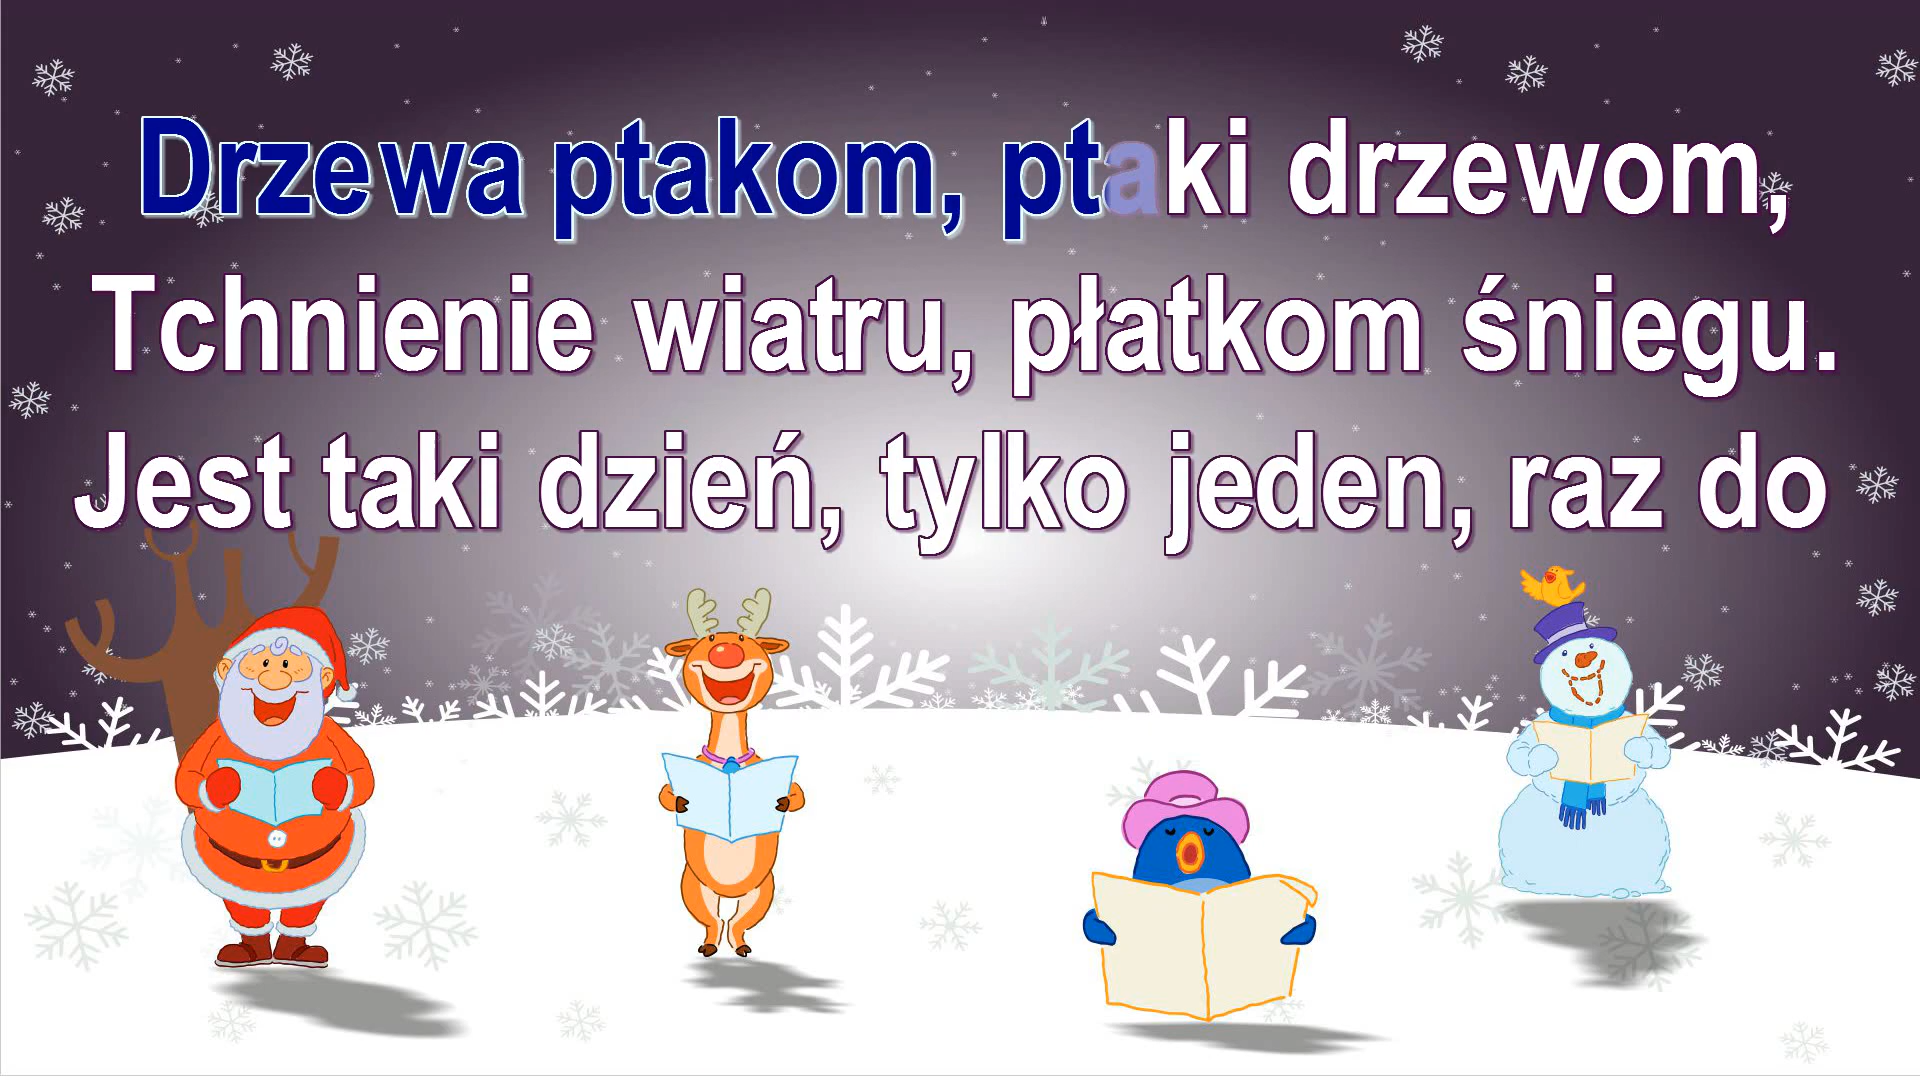 Drzewa ptakom, ptaki drzewom,
Tchnienie wiatru, płatkom śniegu.
Jest taki dzień, tylko jeden, raz do